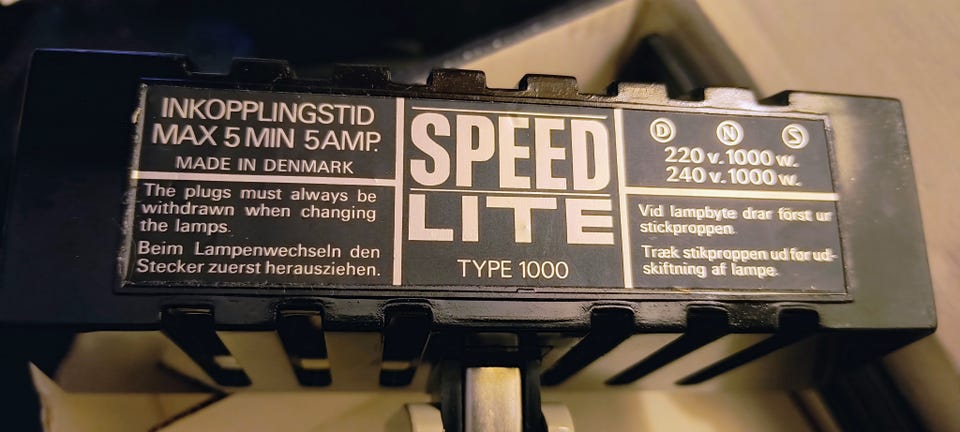 INKOPPLINGSTID
MAX 5 MIN 5 AMP.
MADE IN DENMARK
The plugs must always be
withdrawn when changing
the lamps.
Beim Lampenwechseln den
Stecker zuerst herausziehen.
SPEED
LITE
TYPE 1000
D N S
220 v. 1000 w.
240 v. 1000 w.
Vid lampbyte drar först ur
stickproppen.
Træk stikproppen ud før ud-
skiftning af lampe.